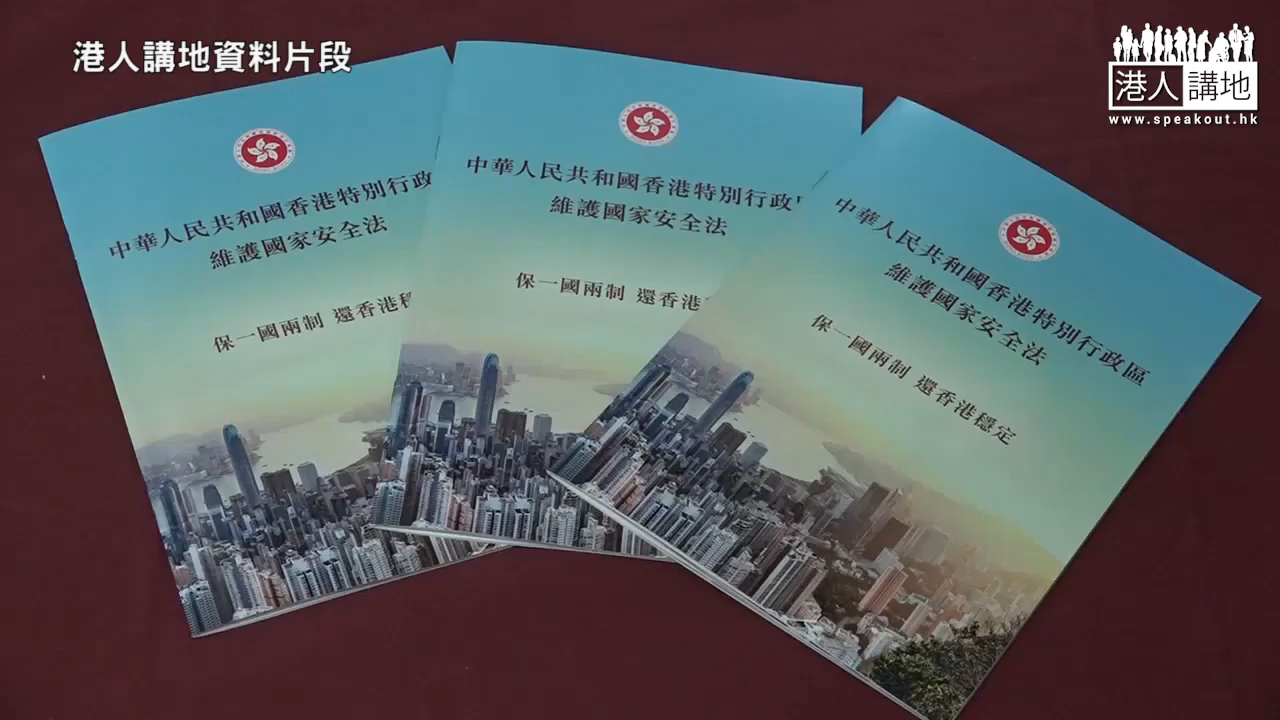 港人講地資料片段
港人講地
www.speakout.hk
中華人民共和國香港特別行政
維護國家安全法
保一國兩制 還香港穩
中華人民共和國香港特別行政
維護國家安全法
保一國兩制 還香港
中華人民共和國香港特別行政區
維護國家安全法
保一國兩制 還香港穩定